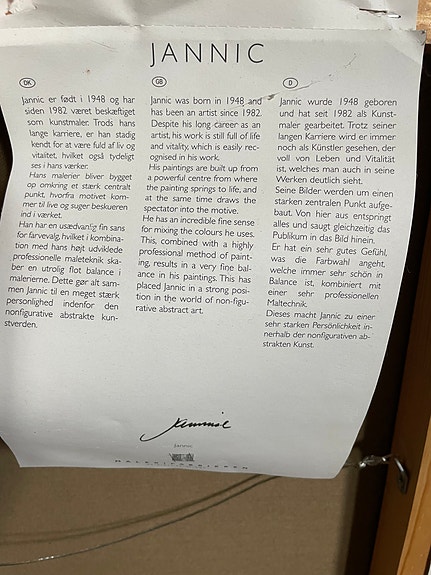 JANNIC
DK
Jannic er født i 1948 og har
siden 1982 været beskæftiget
som kunstmaler. Trods hans
lange karriere, er han stadig
kendt for at være fuld af liv og
vitaitet, hvilket også tydeligt
ses i hans værker.
Hans malerier bliver bygget
op omkring et stærk centralt
punkt, hvorfra motivet kom-
mer til live og suger beskueren
ind i værket.
Han har en usædvanlig fin sans
for farvevalg, hvilket i kombina-
tion med hans højt udviklede
professionelle maleteknik ska-
ber en utrolig flot balance i
malerierne. Dette gør alt sam-
men Jannic til en meget stærk
personlighed indenfor den
nonfigurative abstrakte kun-
stverden.
GB
Jannic was born in 1948 and
has been an artist since 1982.
Despite his long career as an
artist, his work is still full of life
and vitality, which is easily rec-
ognised in his work.
His paintings are built up from
a powerful centre from where
the painting springs to life, and
at the same time draws the
spectator into the motive.
He has an incredible fine sense
for mixing the colours he uses.
This, combined with a highly
professional method of paint-
ing, results in a very fine bal-
ance in his paintings. This has
placed Jannic in a strong posi-
tion in the world of non-figu-
rative abstract art.
D
Jannic wurde 1948 geboren
und hat seit 1982 als Kunst-
maler gearbeitet. Trotz seiner
langen Karriere wird er immer
noch als Künstler gesehen, der
voll von Leben und Vitalität
ist, welches man auch in seine
Werken deutlich sieht.
Seine Bilder werden um einen
starken zentralen Punkt aufge-
baut. Von hier aus entspringt
alles und saugt gleichzeitig das
Publikum in das Bild hinein.
Er hat ein sehr gutes Gefühl,
was die Farbwahl angeht,
welche immer sehr schön in
Balance ist, kombiniert mit
einer sehr professionellen
Maltechnik.
Dieses macht Jannic zu einer
sehr starken Persönlichkeit in-
nerhalb der nonfigurativen ab-
strakten Kunst.
Jannic
JANNIC
MALERIFABRIKKEN